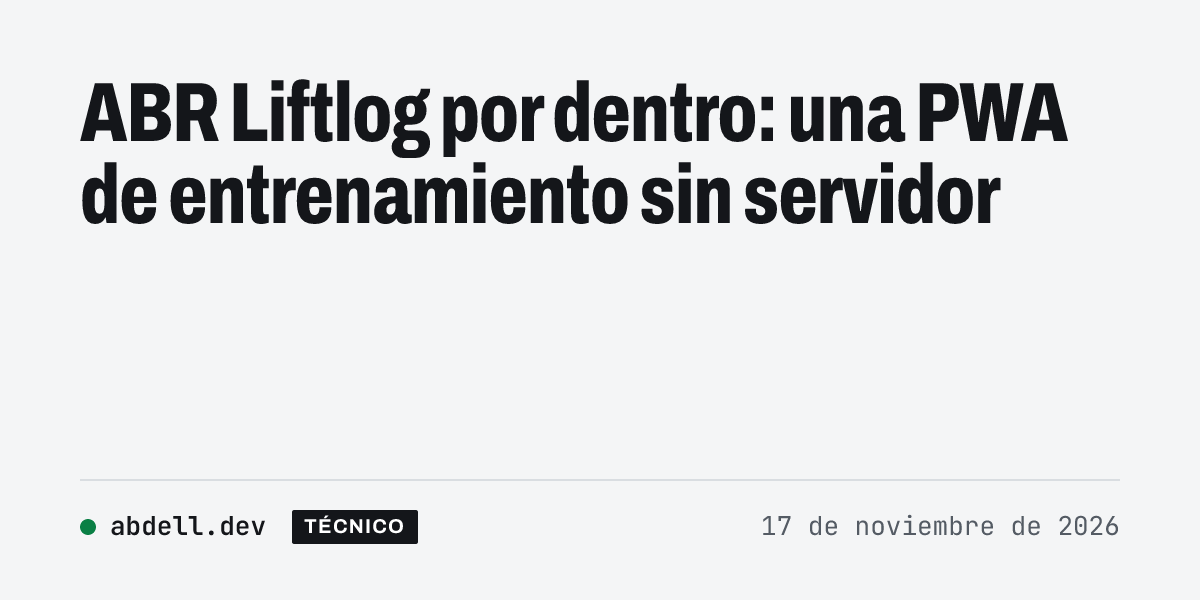 ABR Liftlog por dentro: una PWA
de entrenamiento sin servidor
abdell.dev TÉCNICO 17 de noviembre de 2026